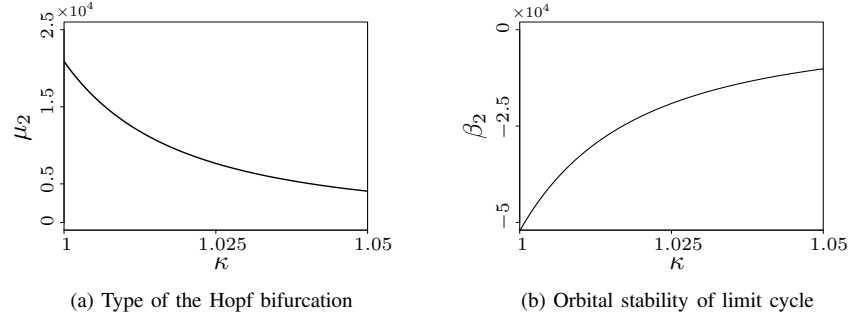 ×10⁴
2.5
1.5
0.5
0
μ₂
1
1.025
1.05
κ
(a) Type of the Hopf bifurcation
×10⁴
0
−2.5
−5
β₂
1
1.025
1.05
κ
(b) Orbital stability of limit cycle